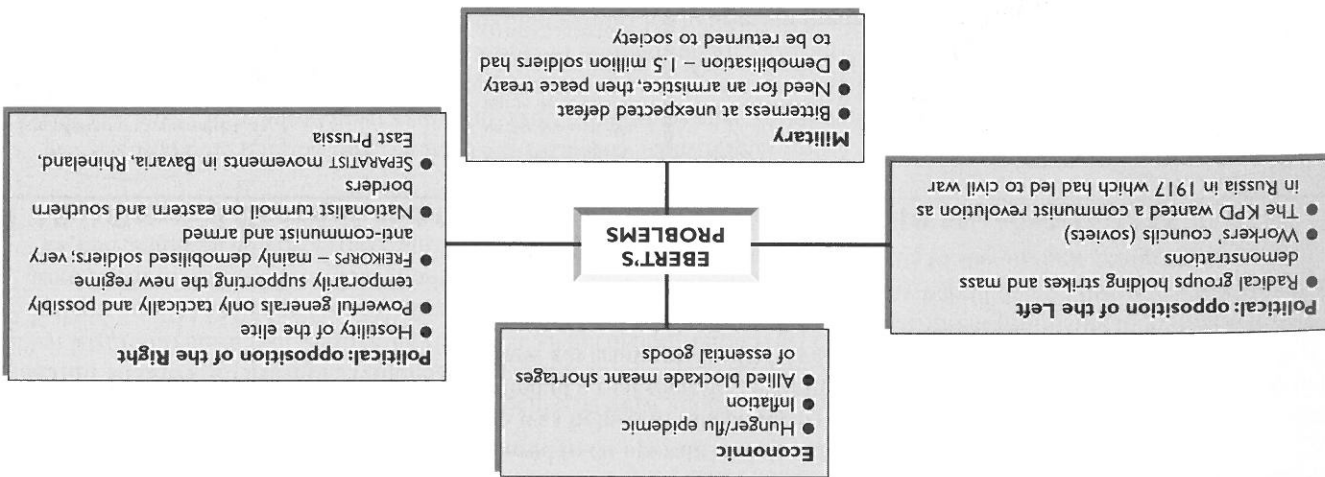 Economic
● Hunger/flu epidemic
● Inflation
● Allied blockade meant shortages
of essential goods
Political: opposition of the Right
● Hostility of the elite
● Powerful generals only tactically and possibly
temporarily supporting the new regime
● FREIKORPS – mainly demobilised soldiers; very
anti-communist and armed
● Nationalist turmoil on eastern and southern
borders
● SEPARATIST movements in Bavaria, Rhineland,
East Prussia
EBERT'S
PROBLEMS
Political: opposition of the Left
● Radical groups holding strikes and mass
demonstrations
● Workers' councils (soviets)
● The KPD wanted a communist revolution as
in Russia in 1917 which had led to civil war
Military
● Bitterness at unexpected defeat
● Need for an armistice, then peace treaty
● Demobilisation – 1.5 million soldiers had
to be returned to society